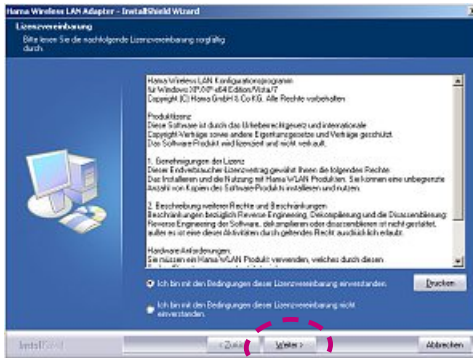 Hama Wireless LAN Adapter - InstallShield Wizard
Lizenzvereinbarung
Bitte lesen Sie die nachfolgende Lizenzvereinbarung sorgfältig
durch.
Hama Wireless LAN Konfigurationsprogramm
für Windows XP/XP-x64 Edition/Vista/7
Copyright (C) Hama GmbH & Co KG. Alle Rechte vorbehalten
Produktlizenz
Diese Software ist durch das Urheberrechtgesetz und internationale
Copyright-Verträge sowie andere Eigentumsgesetze und Verträge geschützt.
Das Software-Produkt wird lizenziert und nicht verkauft.
1. Genehmigungen der Lizenz
Dieser Endverbraucher-Lizenzvertrag gewährt Ihnen die folgenden Rechte:
Das Installieren und die Nutzung mit Hama WLAN Produkten. Sie können eine unbegrenzte
Anzahl von Kopien des Software-Produkts installieren und nutzen.
2. Beschreibung weiterer Rechte und Beschränkungen
Beschränkungen bezüglich Reverse Engineering, Dekompilierung und die Disassemblierung:
Reverse Engineering der Software, dekompilieren oder disassemblieren ist nicht gestattet,
außer es ist eine dieser Aktivitäten durch geltendes Recht ausdrücklich erlaubt.
Hardware-Anforderungen:
Sie müssen ein Hama WLAN Produkt verwenden, welches durch diesen
Ich bin mit den Bedingungen dieser Lizenzvereinbarung einverstanden.
Drucken
Ich bin mit den Bedingungen dieser Lizenzvereinbarung nicht
einverstanden.
InstallShield
< Zurück
Weiter >
Abbrechen